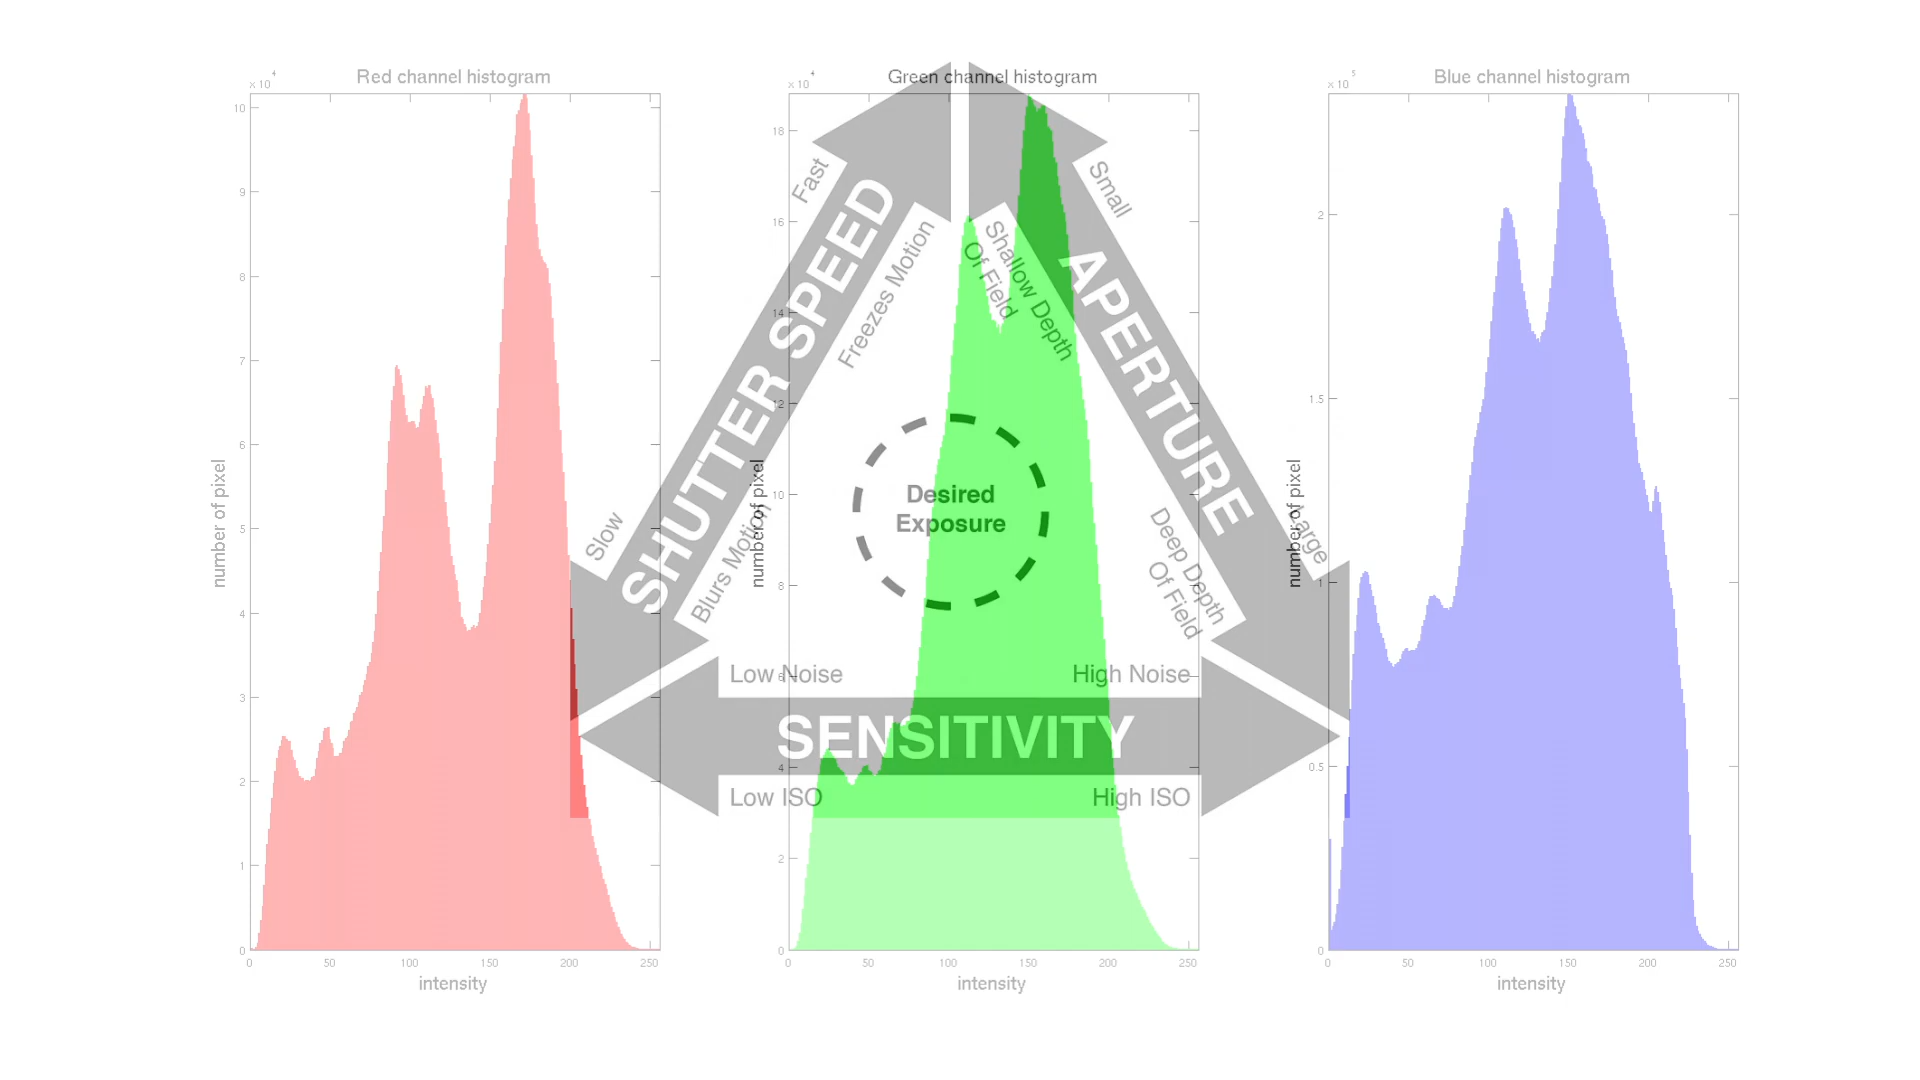 Red channel histogram
Green channel histogram
Blue channel histogram
×10⁴
×10⁴
×10⁵
10
9
8
7
6
5
4
3
2
1
0
number of pixel
0 50 100 150 200 250
intensity
18
16
14
12
10
8
6
4
2
0
number of pixel
0 50 100 150 200 250
intensity
2
1.5
1
0.5
0
number of pixel
0 50 100 150 200 250
intensity
Fast
SHUTTER SPEED
Slow
Freezes Motion
Blurs Motion
Small
APERTURE
Large
Shallow Depth
Of Field
Deep Depth
Of Field
Desired
Exposure
Low Noise
High Noise
SENSITIVITY
Low ISO
High ISO